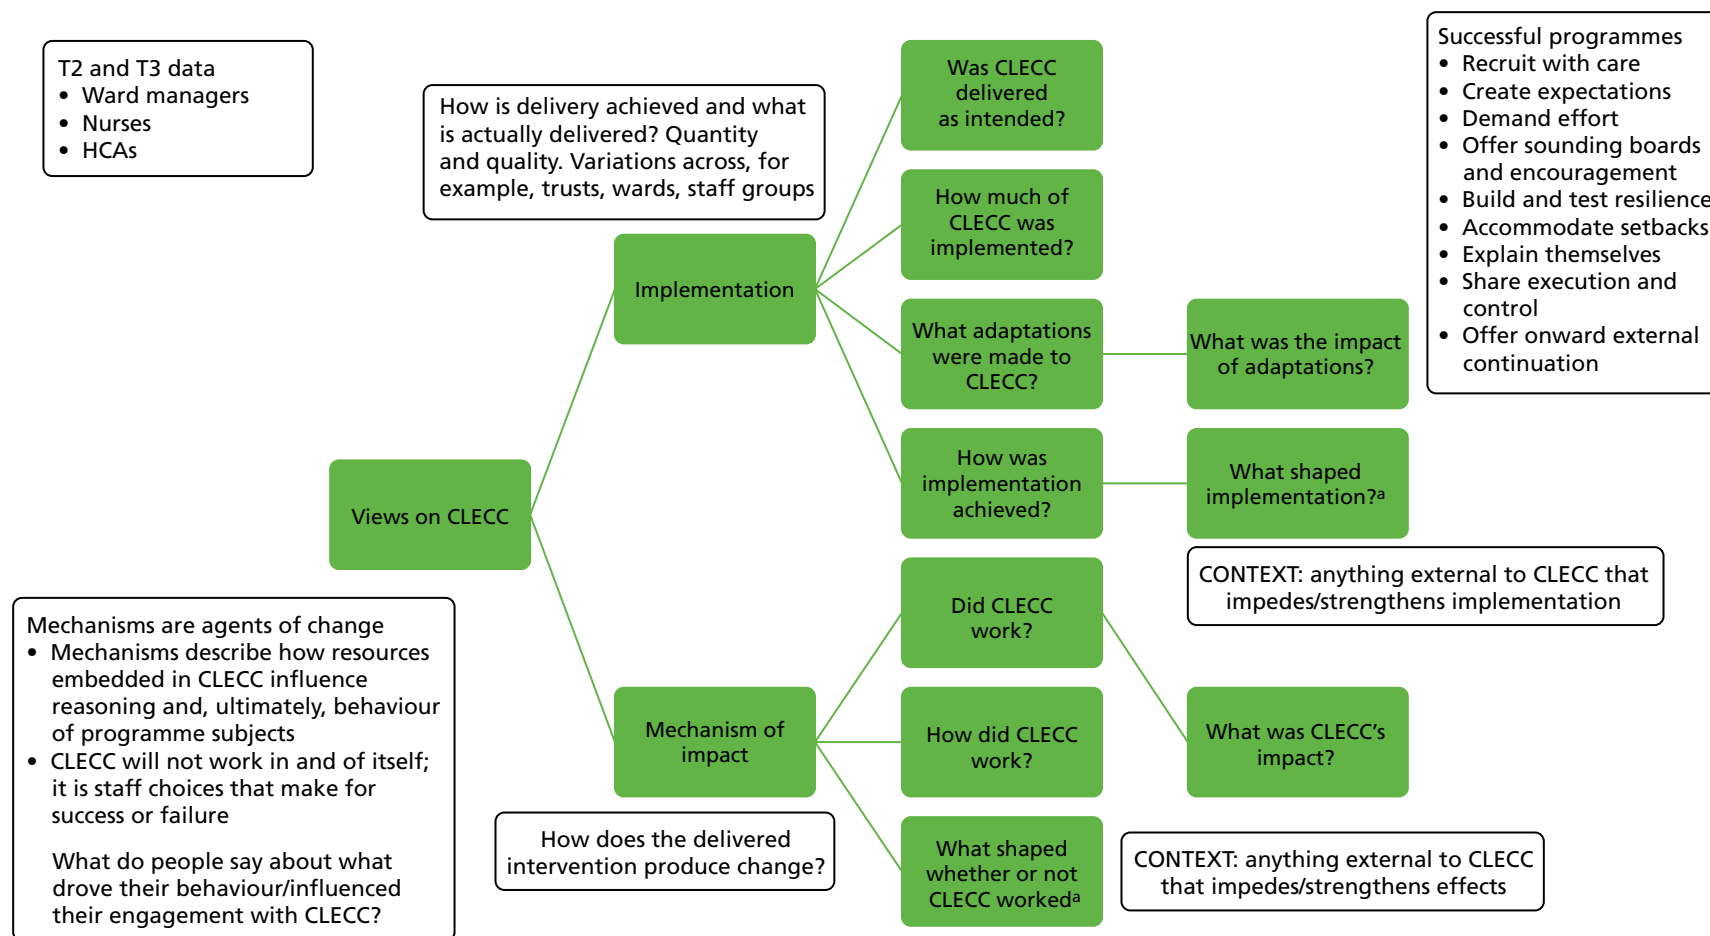 T2 and T3 data
• Ward managers
• Nurses
• HCAs
How is delivery achieved and what
is actually delivered? Quantity
and quality. Variations across, for
example, trusts, wards, staff groups
Was CLECC
delivered
as intended?
Successful programmes
• Recruit with care
• Create expectations
• Demand effort
• Offer sounding boards
and encouragement
• Build and test resilience
• Accommodate setbacks
• Explain themselves
• Share execution and
control
• Offer onward external
continuation
How much of
CLECC was
implemented?
Implementation
What adaptations
were made to
CLECC?
What was the impact
of adaptations?
How was
implementation
achieved?
What shaped
implementation?a
Views on CLECC
CONTEXT: anything external to CLECC that
impedes/strengthens implementation
Did CLECC
work?
Mechanisms are agents of change
• Mechanisms describe how resources
embedded in CLECC influence
reasoning and, ultimately, behaviour
of programme subjects
• CLECC will not work in and of itself;
it is staff choices that make for
success or failure
What do people say about what
drove their behaviour/influenced
their engagement with CLECC?
Mechanism of
impact
How did CLECC
work?
What was CLECC's
impact?
How does the delivered
intervention produce change?
What shaped
whether or not
CLECC workeda
CONTEXT: anything external to CLECC
that impedes/strengthens effects